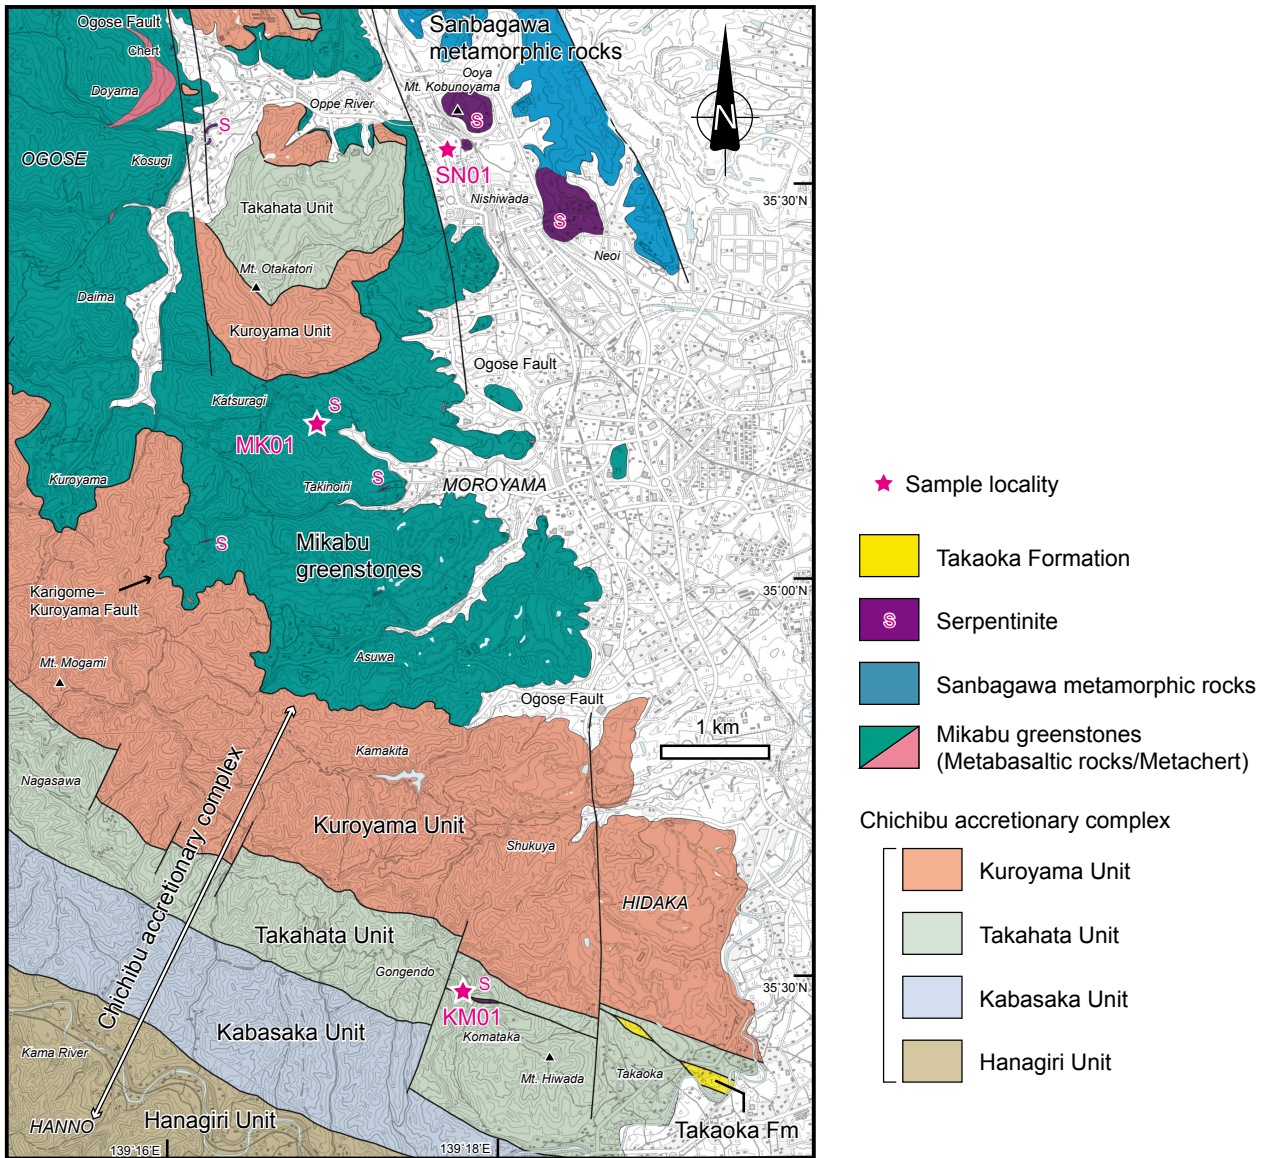 Ogose Fault
Chert
Doyama
OGOSE
Kosugi
S
Oppe River
Sanbagawa
metamorphic rocks
Ooya
Mt. Kobunoyama
S
SN01
Nishiwada
S
Neoi
N
35˚30’N
Takahata Unit
Mt. Otakatori
Daima
Kuroyama Unit
Ogose Fault
Katsuragi
S
MK01
Kuroyama
Takinoiri
S
MOROYAMA
S
Mikabu
greenstones
Karigome–
Kuroyama Fault
35˚00’N
Mt. Mogami
Asuwa
Ogose Fault
1 km
Nagasawa
Kamakita
Chichibu accretionary complex
Kuroyama Unit
Shukuya
HIDAKA
Takahata Unit
Gongendo
S
KM01
35˚30’N
Kabasaka Unit
Komataka
Kama River
Mt. Hiwada
Takaoka
HANNO
Hanagiri Unit
Takaoka Fm
139˚16’E
139˚18’E
Sample locality
Takaoka Formation
S
Serpentinite
Sanbagawa metamorphic rocks
Mikabu greenstones
(Metabasaltic rocks/Metachert)
Chichibu accretionary complex
Kuroyama Unit
Takahata Unit
Kabasaka Unit
Hanagiri Unit